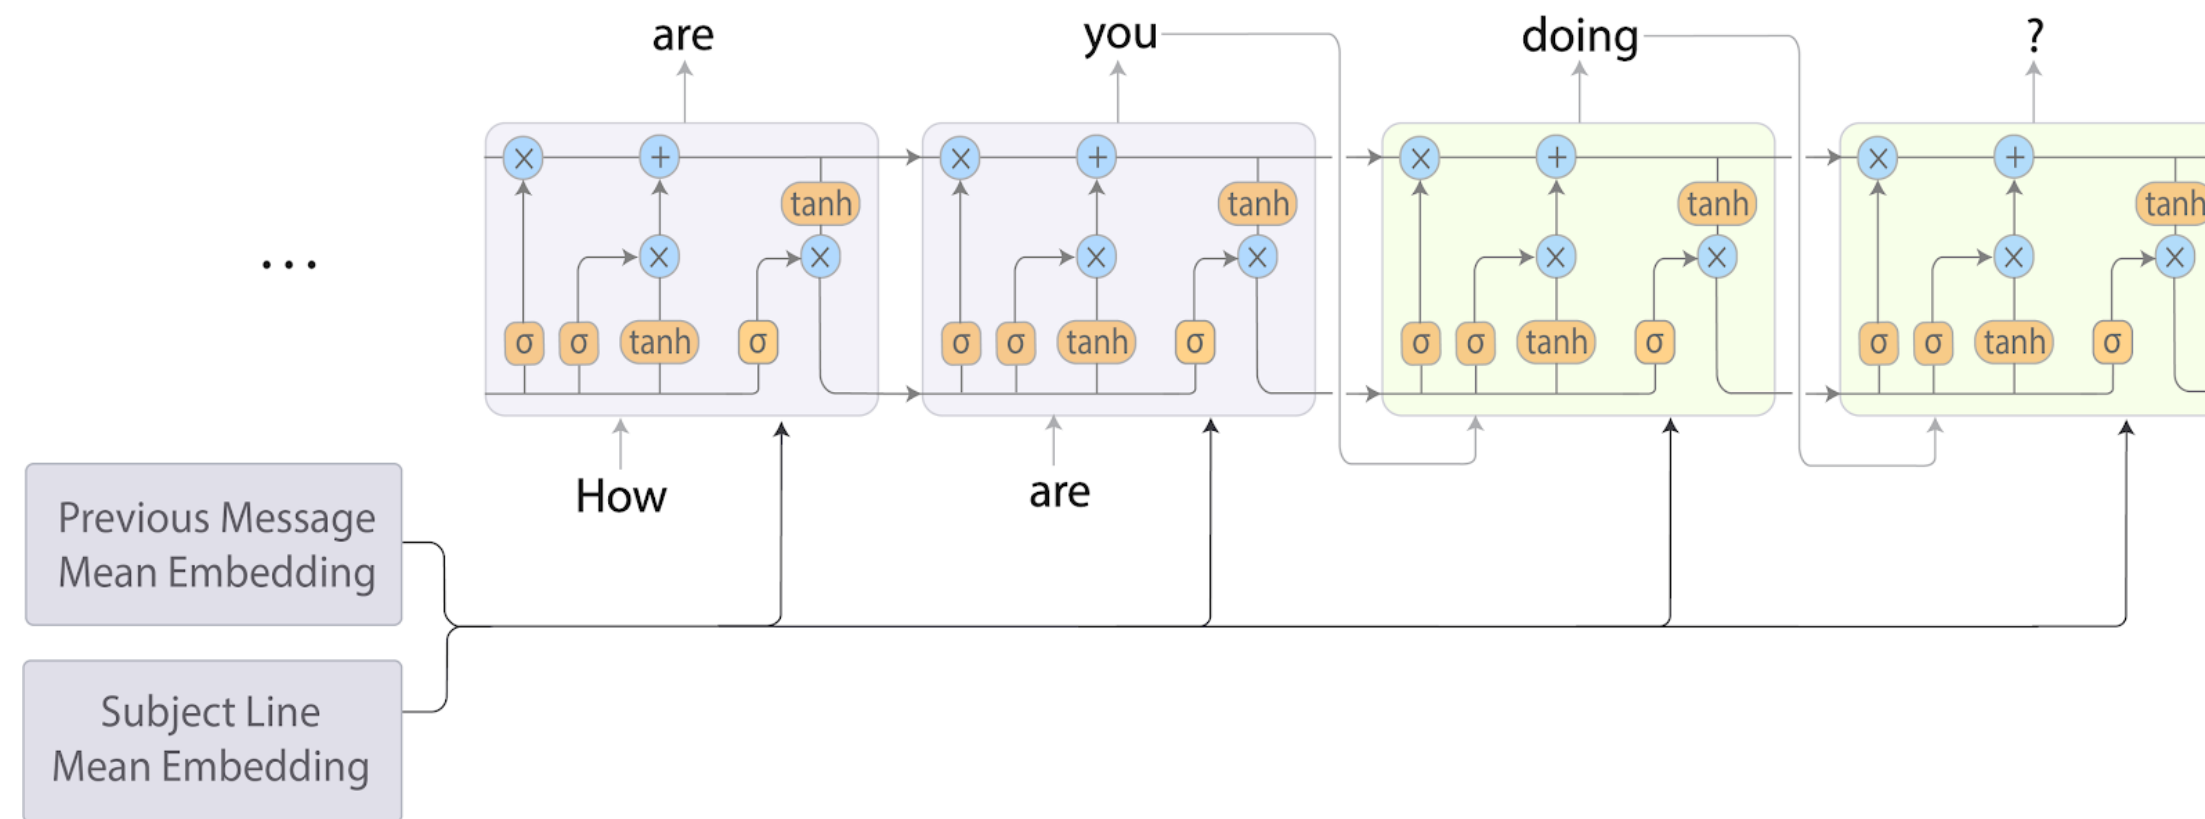 are you doing ?
...
× + × + × + × +
tanh tanh tanh tanh
× × × × × × × ×
σ σ tanh σ σ σ tanh σ σ σ tanh σ σ σ tanh σ
How are
Previous Message
Mean Embedding
Subject Line
Mean Embedding